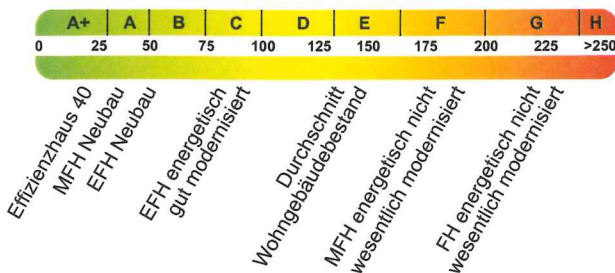 A+ A B C D E F G H
0 25 50 75 100 125 150 175 200 225 >250
Effizienzhaus 40
MFH Neubau
EFH Neubau
EFH energetisch
gut modernisiert
Durchschnitt
Wohngebäudebestand
MFH energetisch nicht
wesentlich modernisiert
FH energetisch nicht
wesentlich modernisiert